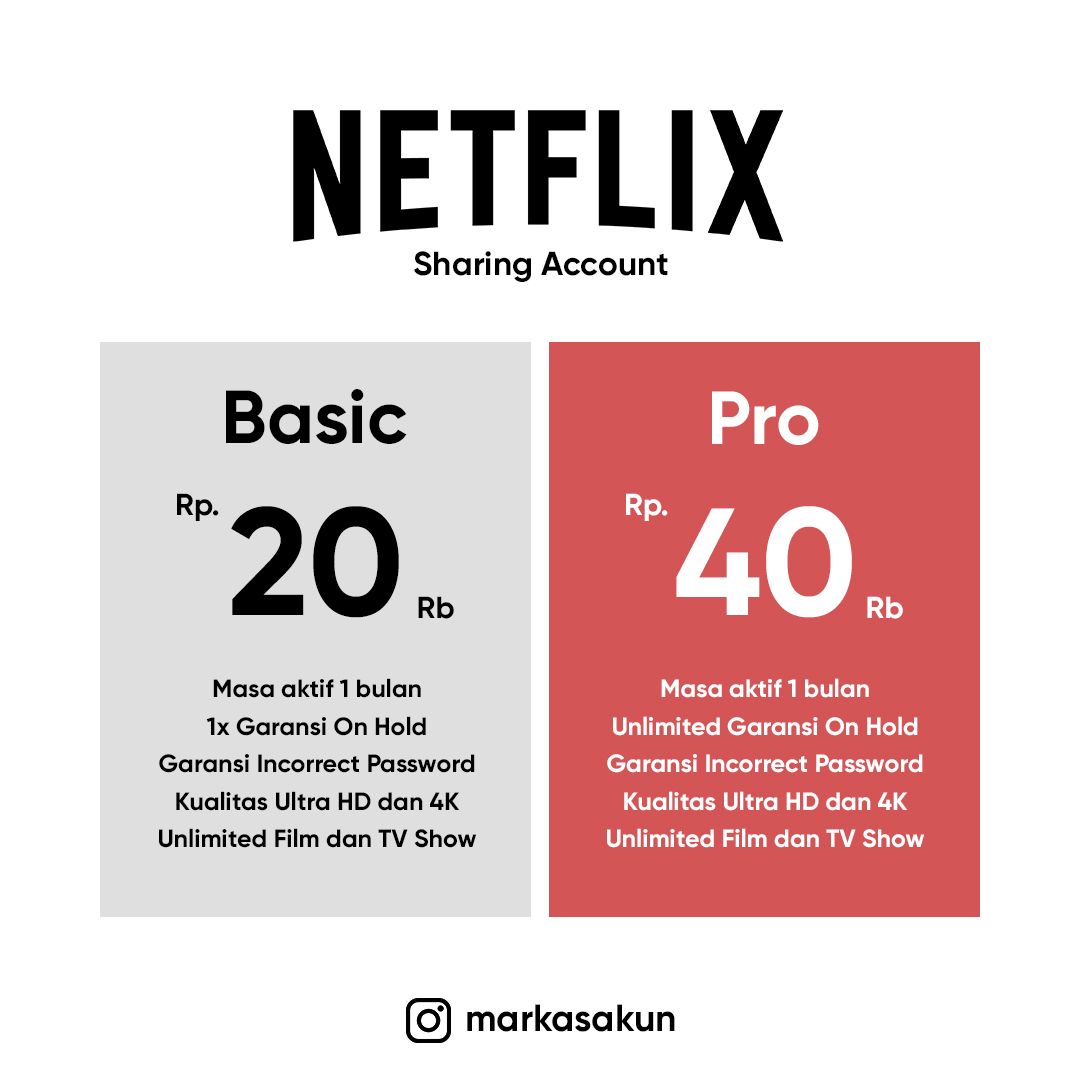 NETFLIX
Sharing Account
Basic
Rp. 20 Rb
Masa aktif 1 bulan
1x Garansi On Hold
Garansi Incorrect Password
Kualitas Ultra HD dan 4K
Unlimited Film dan TV Show
Pro
Rp. 40 Rb
Masa aktif 1 bulan
Unlimited Garansi On Hold
Garansi Incorrect Password
Kualitas Ultra HD dan 4K
Unlimited Film dan TV Show
markasakun